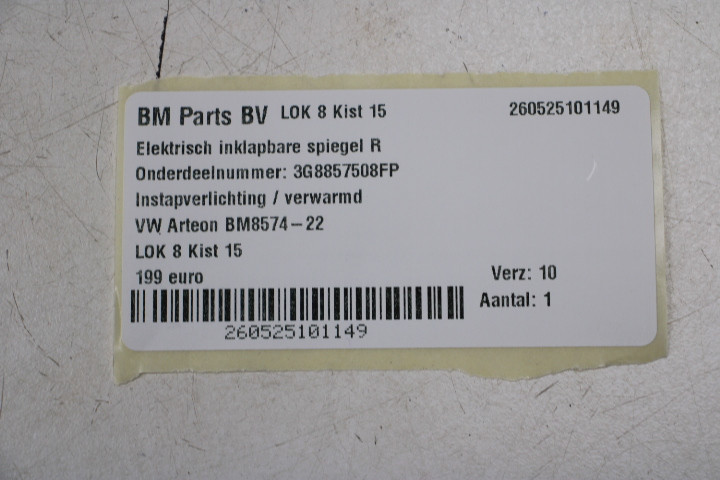 BM Parts BV LOK 8 Kist 15 260525101149
Elektrisch inklapbare spiegel R
Onderdeelnummer: 3G8857508FP
Instapverlichting / verwarmd
VW Arteon BM8574-22
LOK 8 Kist 15
199 euro Verz: 10
Aantal: 1
260525101149